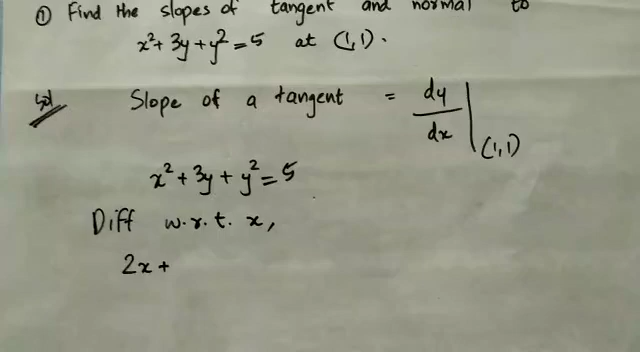 ① Find the slopes of tangent and normal to
x²+ 3y + y² = 5 at (1,1).
Sol Slope of a tangent = dy/dx |(1,1)
x² + 3y + y² = 5
Diff w.r.t. x,
2x +